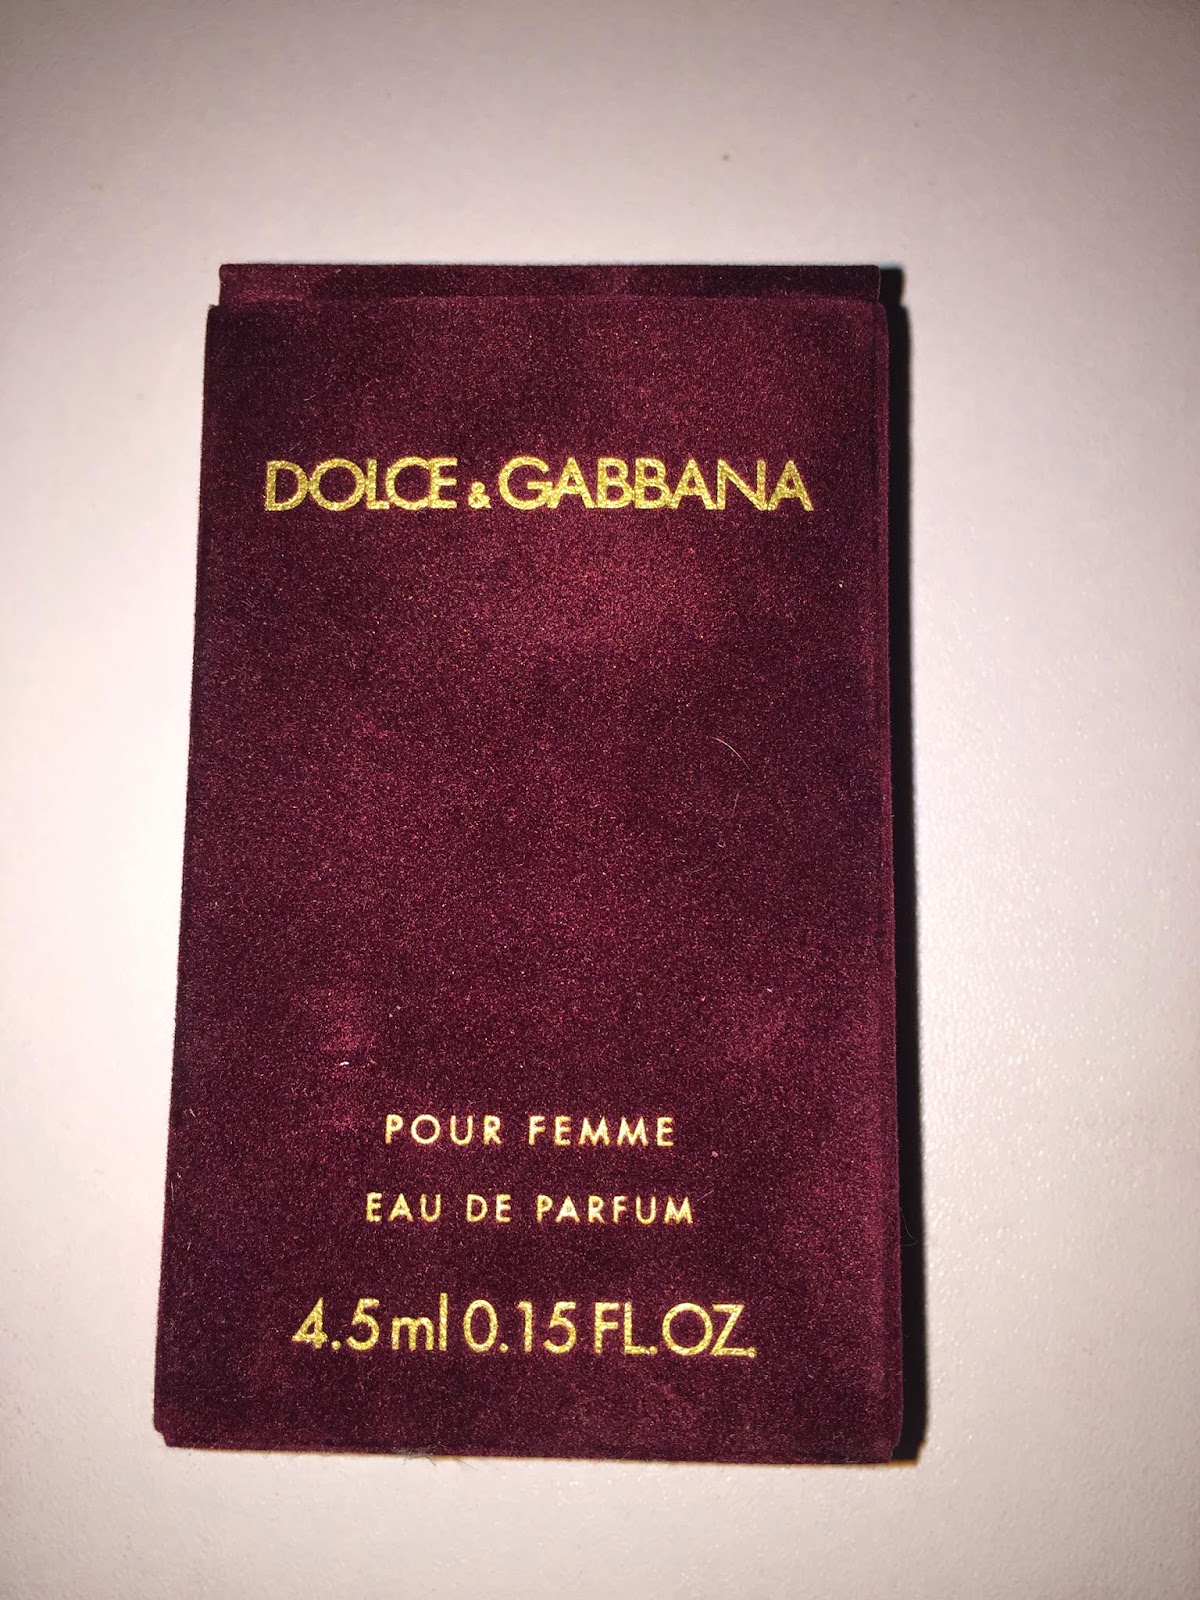 DOLCE & GABBANA
POUR FEMME
EAU DE PARFUM
4.5ml 0.15 FL.OZ.